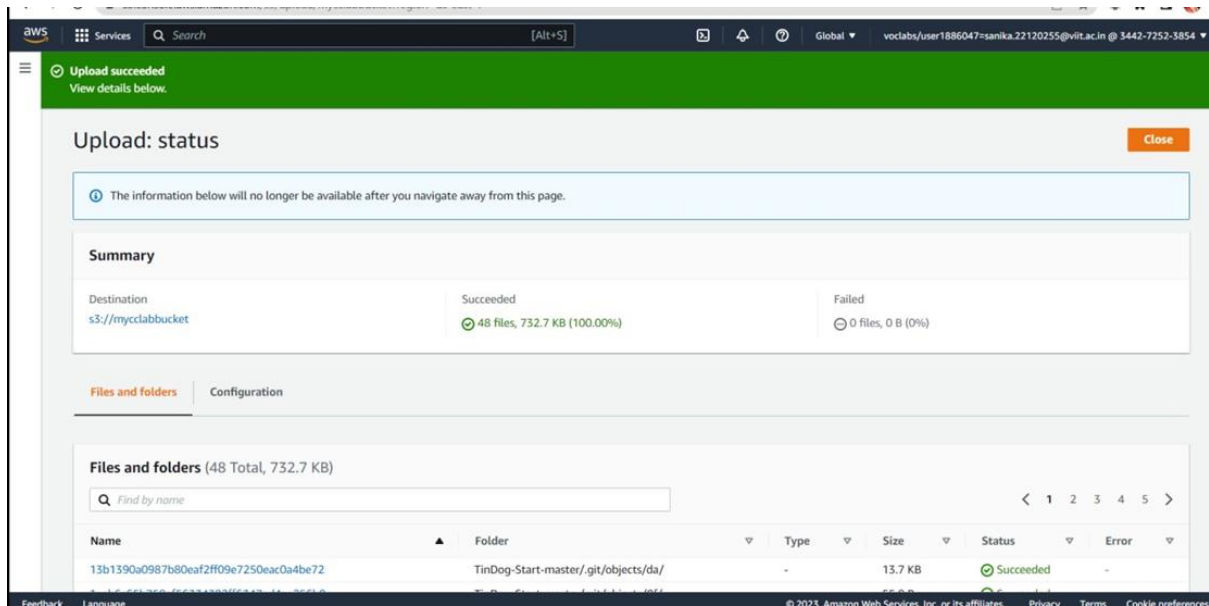 aws Services Search [Alt+S] Global voclabs/user1886047=sanika.22120255@viit.ac.in @ 3442-7252-3854
Upload succeeded
View details below.
Upload: status Close
The information below will no longer be available after you navigate away from this page.
Summary
Destination Succeeded Failed
s3://mycclabbucket 48 files, 732.7 KB (100.00%) 0 files, 0 B (0%)
Files and folders Configuration
Files and folders (48 Total, 732.7 KB)
Find by name 1 2 3 4 5
Name Folder Type Size Status Error
13b1390a0987b80eaf2ff09e7250eac0a4be72 TinDog-Start-master/.git/objects/da/ - 13.7 KB Succeeded -
Feedback Language © 2023, Amazon Web Services, Inc. or its affiliates. Privacy Terms Cookie preferences